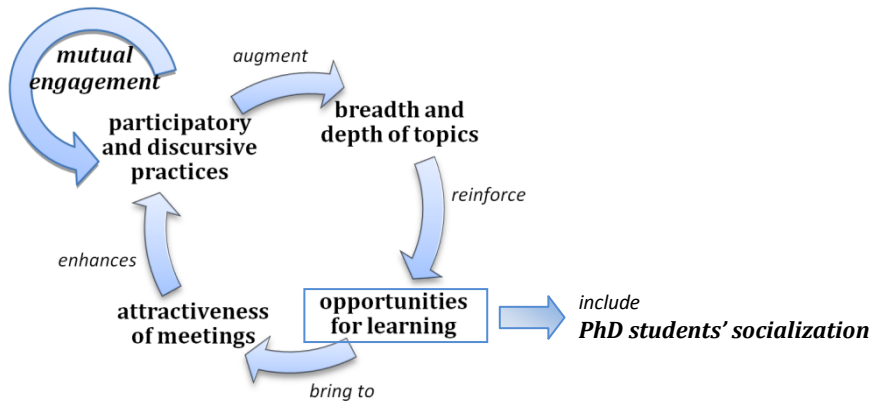 mutual
engagement
augment
participatory
and discursive
practices
breadth and
depth of topics
reinforce
enhances
attractiveness
of meetings
opportunities
for learning
include
PhD students’ socialization
bring to